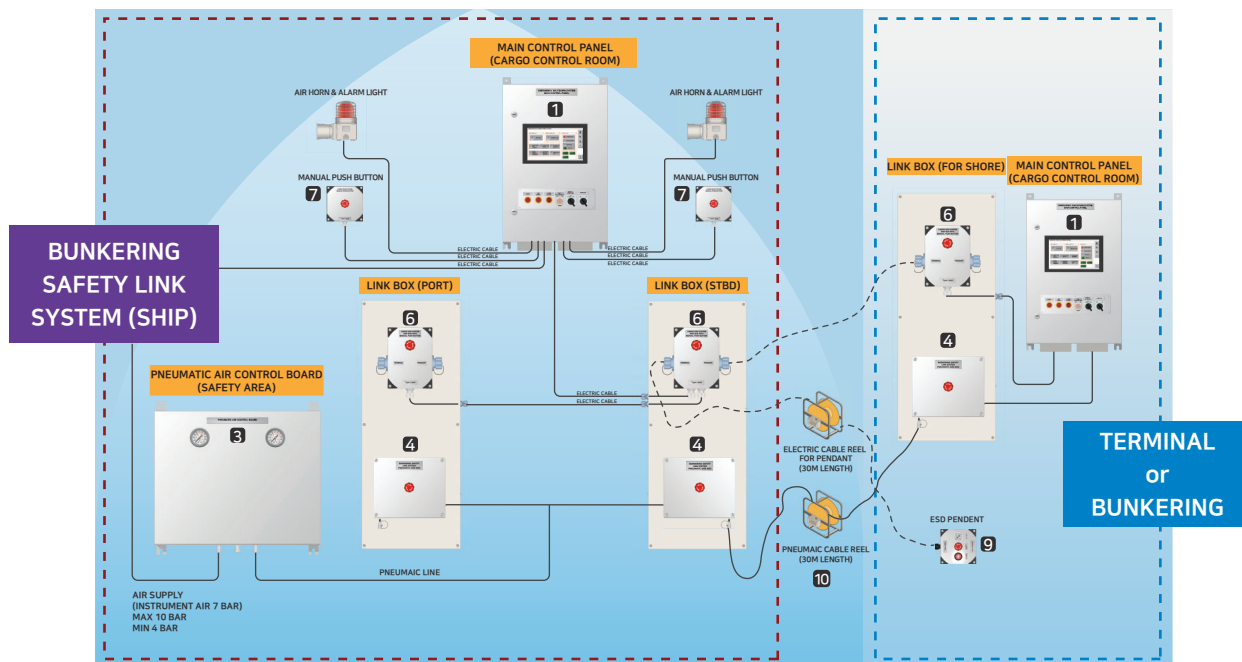 MAIN CONTROL PANEL
(CARGO CONTROL ROOM)
1
AIR HORN & ALARM LIGHT
AIR HORN & ALARM LIGHT
MANUAL PUSH BUTTON
7
MANUAL PUSH BUTTON
7
ELECTRIC CABLE
ELECTRIC CABLE
ELECTRIC CABLE
ELECTRIC CABLE
ELECTRIC CABLE
BUNKERING
SAFETY LINK
SYSTEM (SHIP)
LINK BOX (PORT)
6
4
LINK BOX (STBD)
6
4
ELECTRIC CABLE
ELECTRIC CABLE
PNEUMATIC AIR CONTROL BOARD
(SAFETY AREA)
3
PNEUMAIC LINE
AIR SUPPLY
(INSTRUMENT AIR 7 BAR)
MAX 10 BAR
MIN 4 BAR
ELECTRIC CABLE REEL
FOR PENDANT
(30M LENGTH)
PNEUMAIC CABLE REEL
(30M LENGTH)
10
LINK BOX (FOR SHORE)
6
4
MAIN CONTROL PANEL
(CARGO CONTROL ROOM)
1
ESD PENDENT
9
TERMINAL
or
BUNKERING